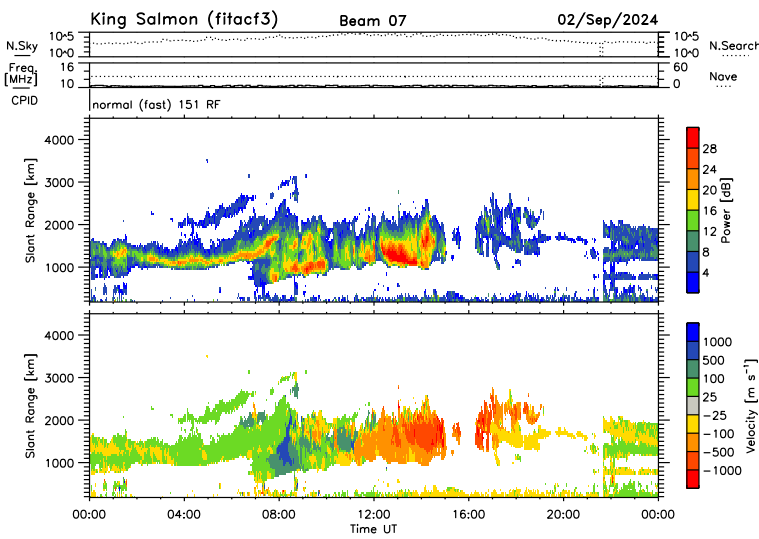 King Salmon (fitacf3) Beam 07 02/Sep/2024
N.Sky 10^5 10^0 10^5 10^0 N.Search
Freq. [MHz] 16 10 60 0 Nave
CPID normal (fast) 151 RF
Slant Range [km]
4000
3000
2000
1000
Power [dB]
28
24
20
16
12
8
4
Slant Range [km]
4000
3000
2000
1000
Velocity [m s⁻¹]
1000
500
100
25
−25
−100
−500
−1000
00:00 04:00 08:00 12:00 16:00 20:00 00:00
Time UT